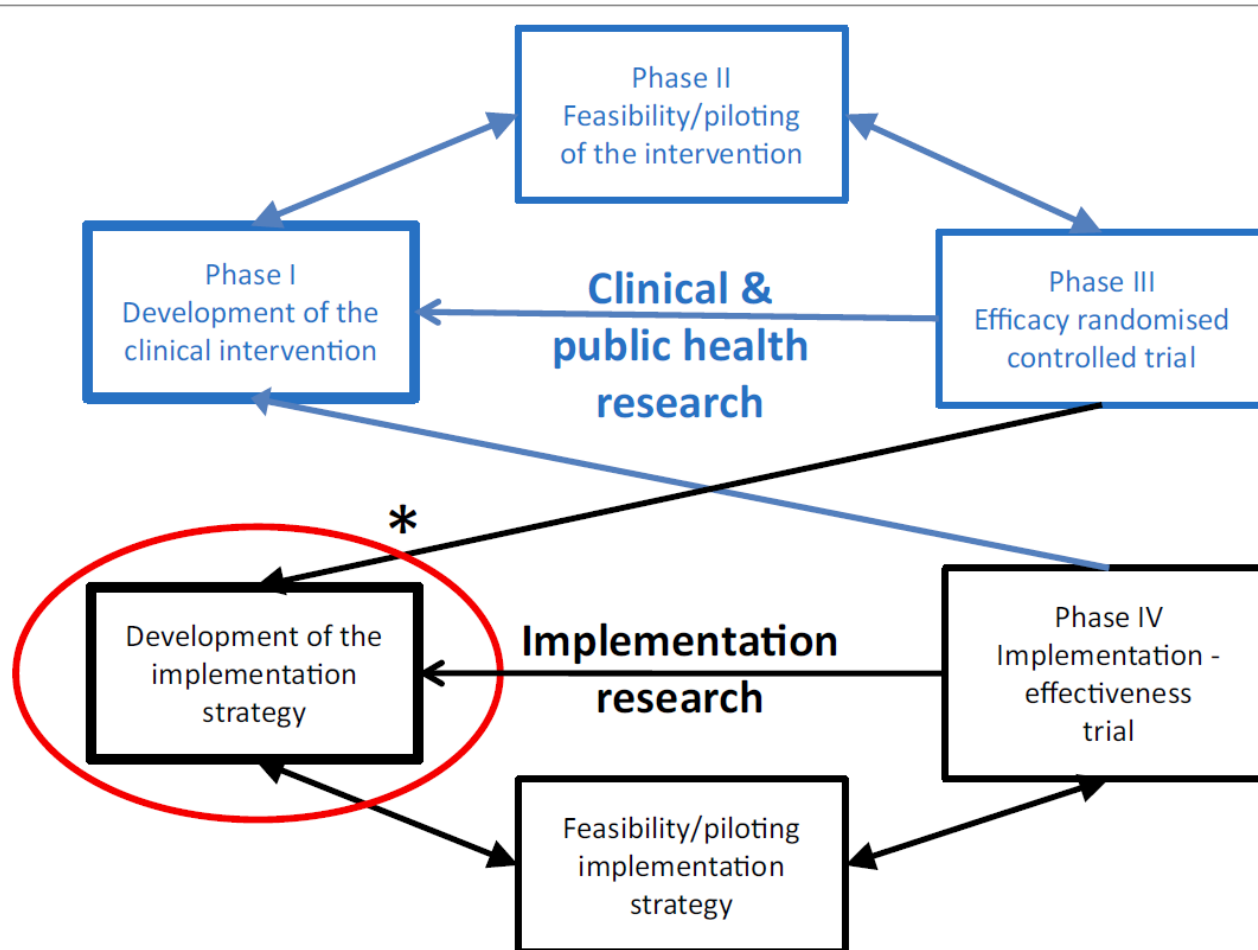 Phase II
Feasibility/piloting
of the intervention
Phase I
Development of the
clinical intervention
Clinical &
public health
research
Phase III
Efficacy randomised
controlled trial
*
Development of the
implementation
strategy
Implementation
research
Phase IV
Implementation -
effectiveness
trial
Feasibility/piloting
implementation
strategy